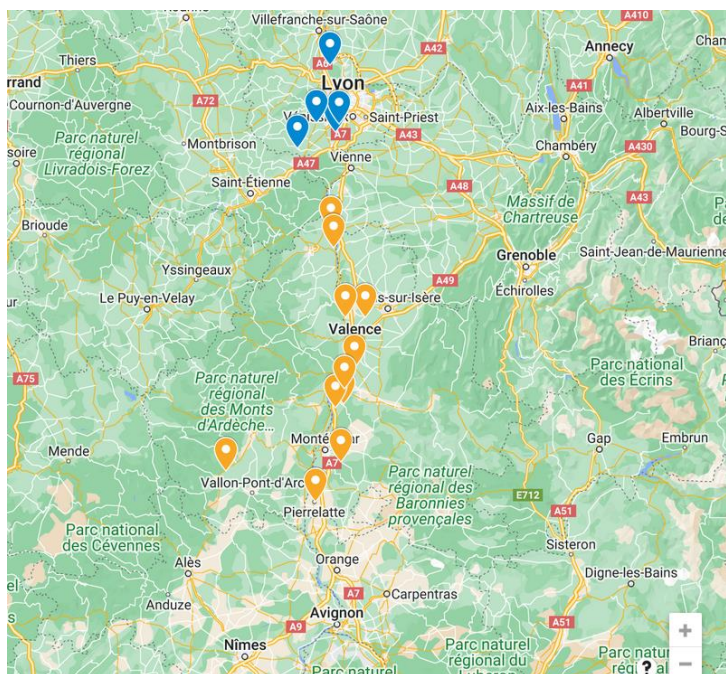 Roanne
Villefranche-sur-Saône
A410
A42
Annecy
Thiers
A6
errand
Lyon
A41
Cournon-d'Auvergne
A72
Saint-Priest
Aix-les-Bains
Albertville
A7
A43
Bourg-S
Parc naturel
régional
Livradois-Forez
Montbrison
Chambéry
A430
soire
A47
Vienne
Saint-Étienne
A48
A43
Massif de
Chartreuse
Brioude
Grenoble
Saint-Jean-de-Maurienne
Yssingeaux
A49
Échirolles
Le Puy-en-Velay
s-sur-Isère
Valence
Brianç
A75
Parc naturel
régional
des Monts
d'Ardèche...
Parc national
des Écrins
Mende
Gap
Embrun
A7
Vallon-Pont-d'Arc
Parc naturel
régional des
Baronnies
provençales
E712
Pierrelatte
A51
Parc national
des Cévennes
Sisteron
Orange
Alès
Digne-les-Bains
Anduze
A7
Carpentras
Avignon
A9
A51
Nîmes
Parc naturel
régional du
Parc naturel
+
?
−